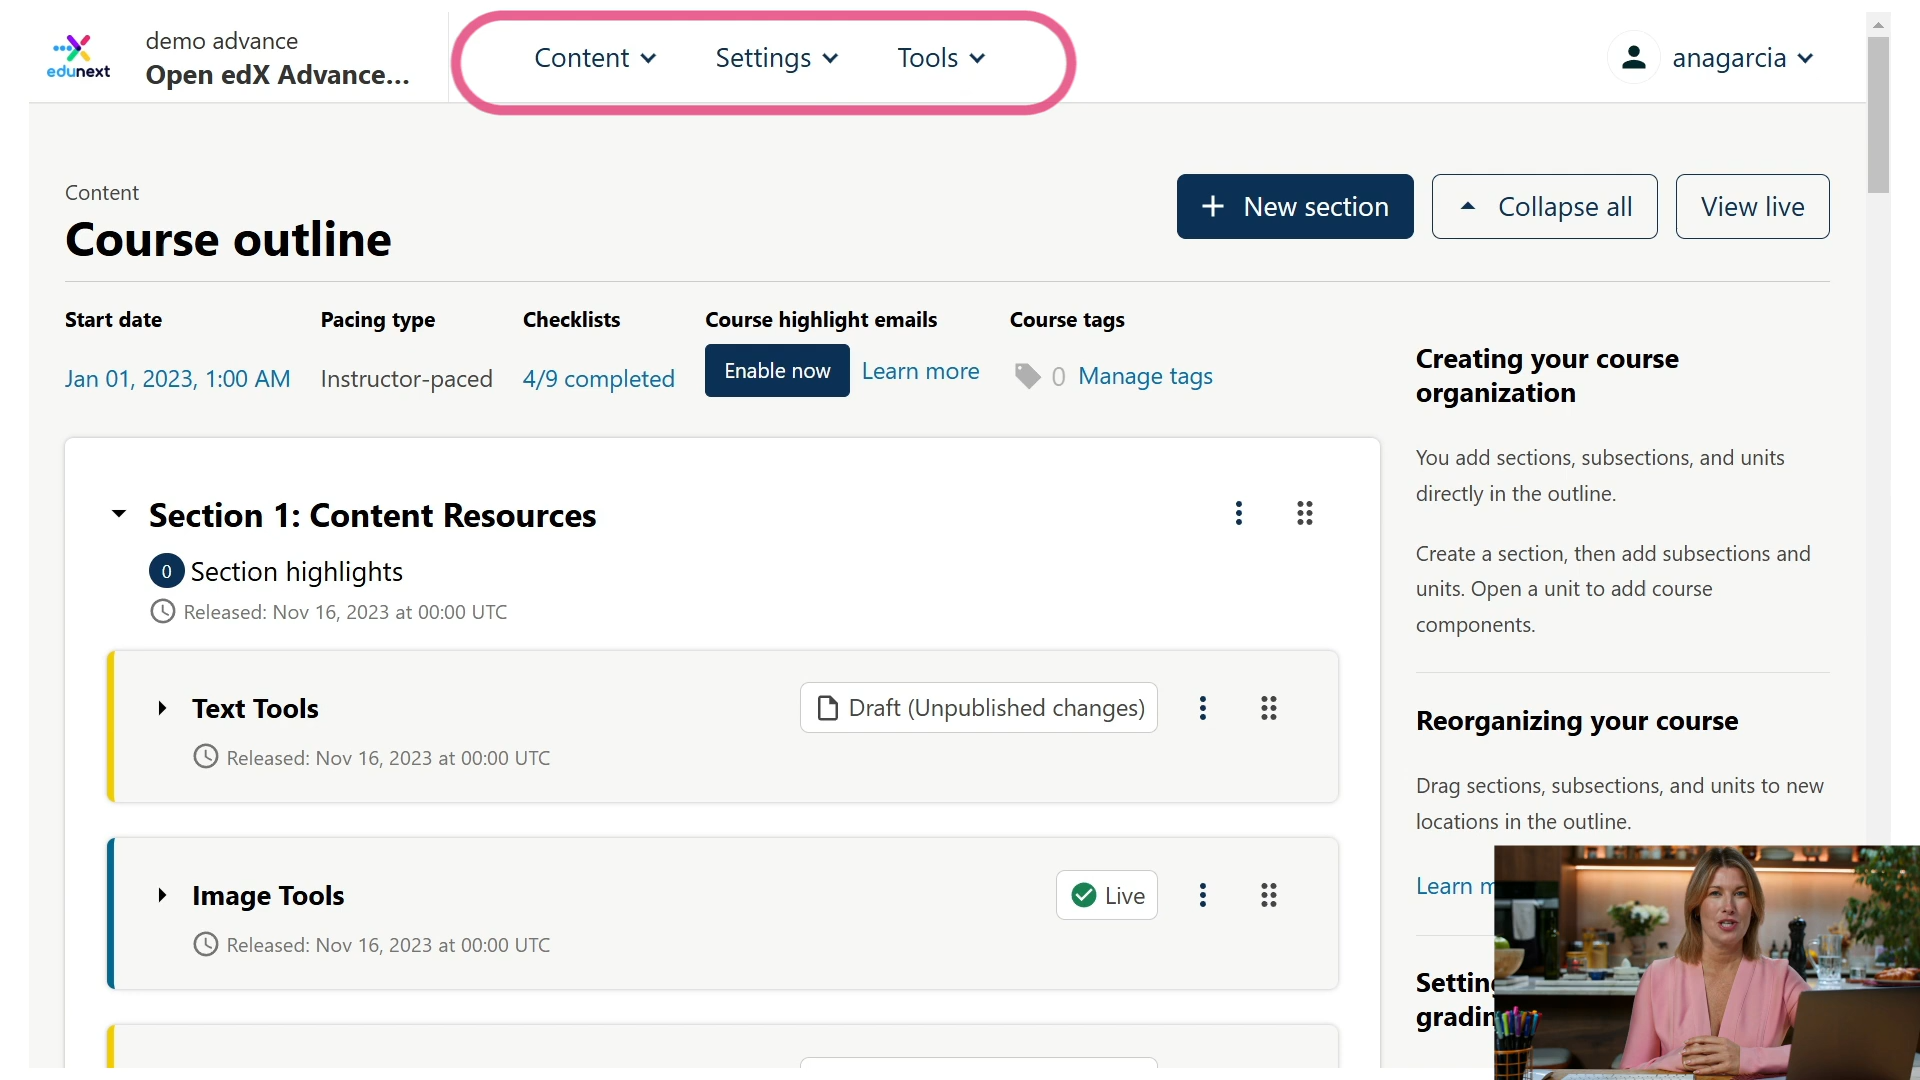 edunext
demo advance
Open edX Advance...
Content
Settings
Tools
anagarcia
Content
Course outline
New section
Collapse all
View live
Start date
Pacing type
Checklists
Course highlight emails
Course tags
Jan 01, 2023, 1:00 AM
Instructor-paced
4/9 completed
Enable now
Learn more
0
Manage tags
Section 1: Content Resources
0
Section highlights
Released: Nov 16, 2023 at 00:00 UTC
Text Tools
Draft (Unpublished changes)
Released: Nov 16, 2023 at 00:00 UTC
Image Tools
Live
Released: Nov 16, 2023 at 00:00 UTC
Creating your course
organization
You add sections, subsections, and units
directly in the outline.
Create a section, then add subsections and
units. Open a unit to add course
components.
Reorganizing your course
Drag sections, subsections, and units to new
locations in the outline.
Learn